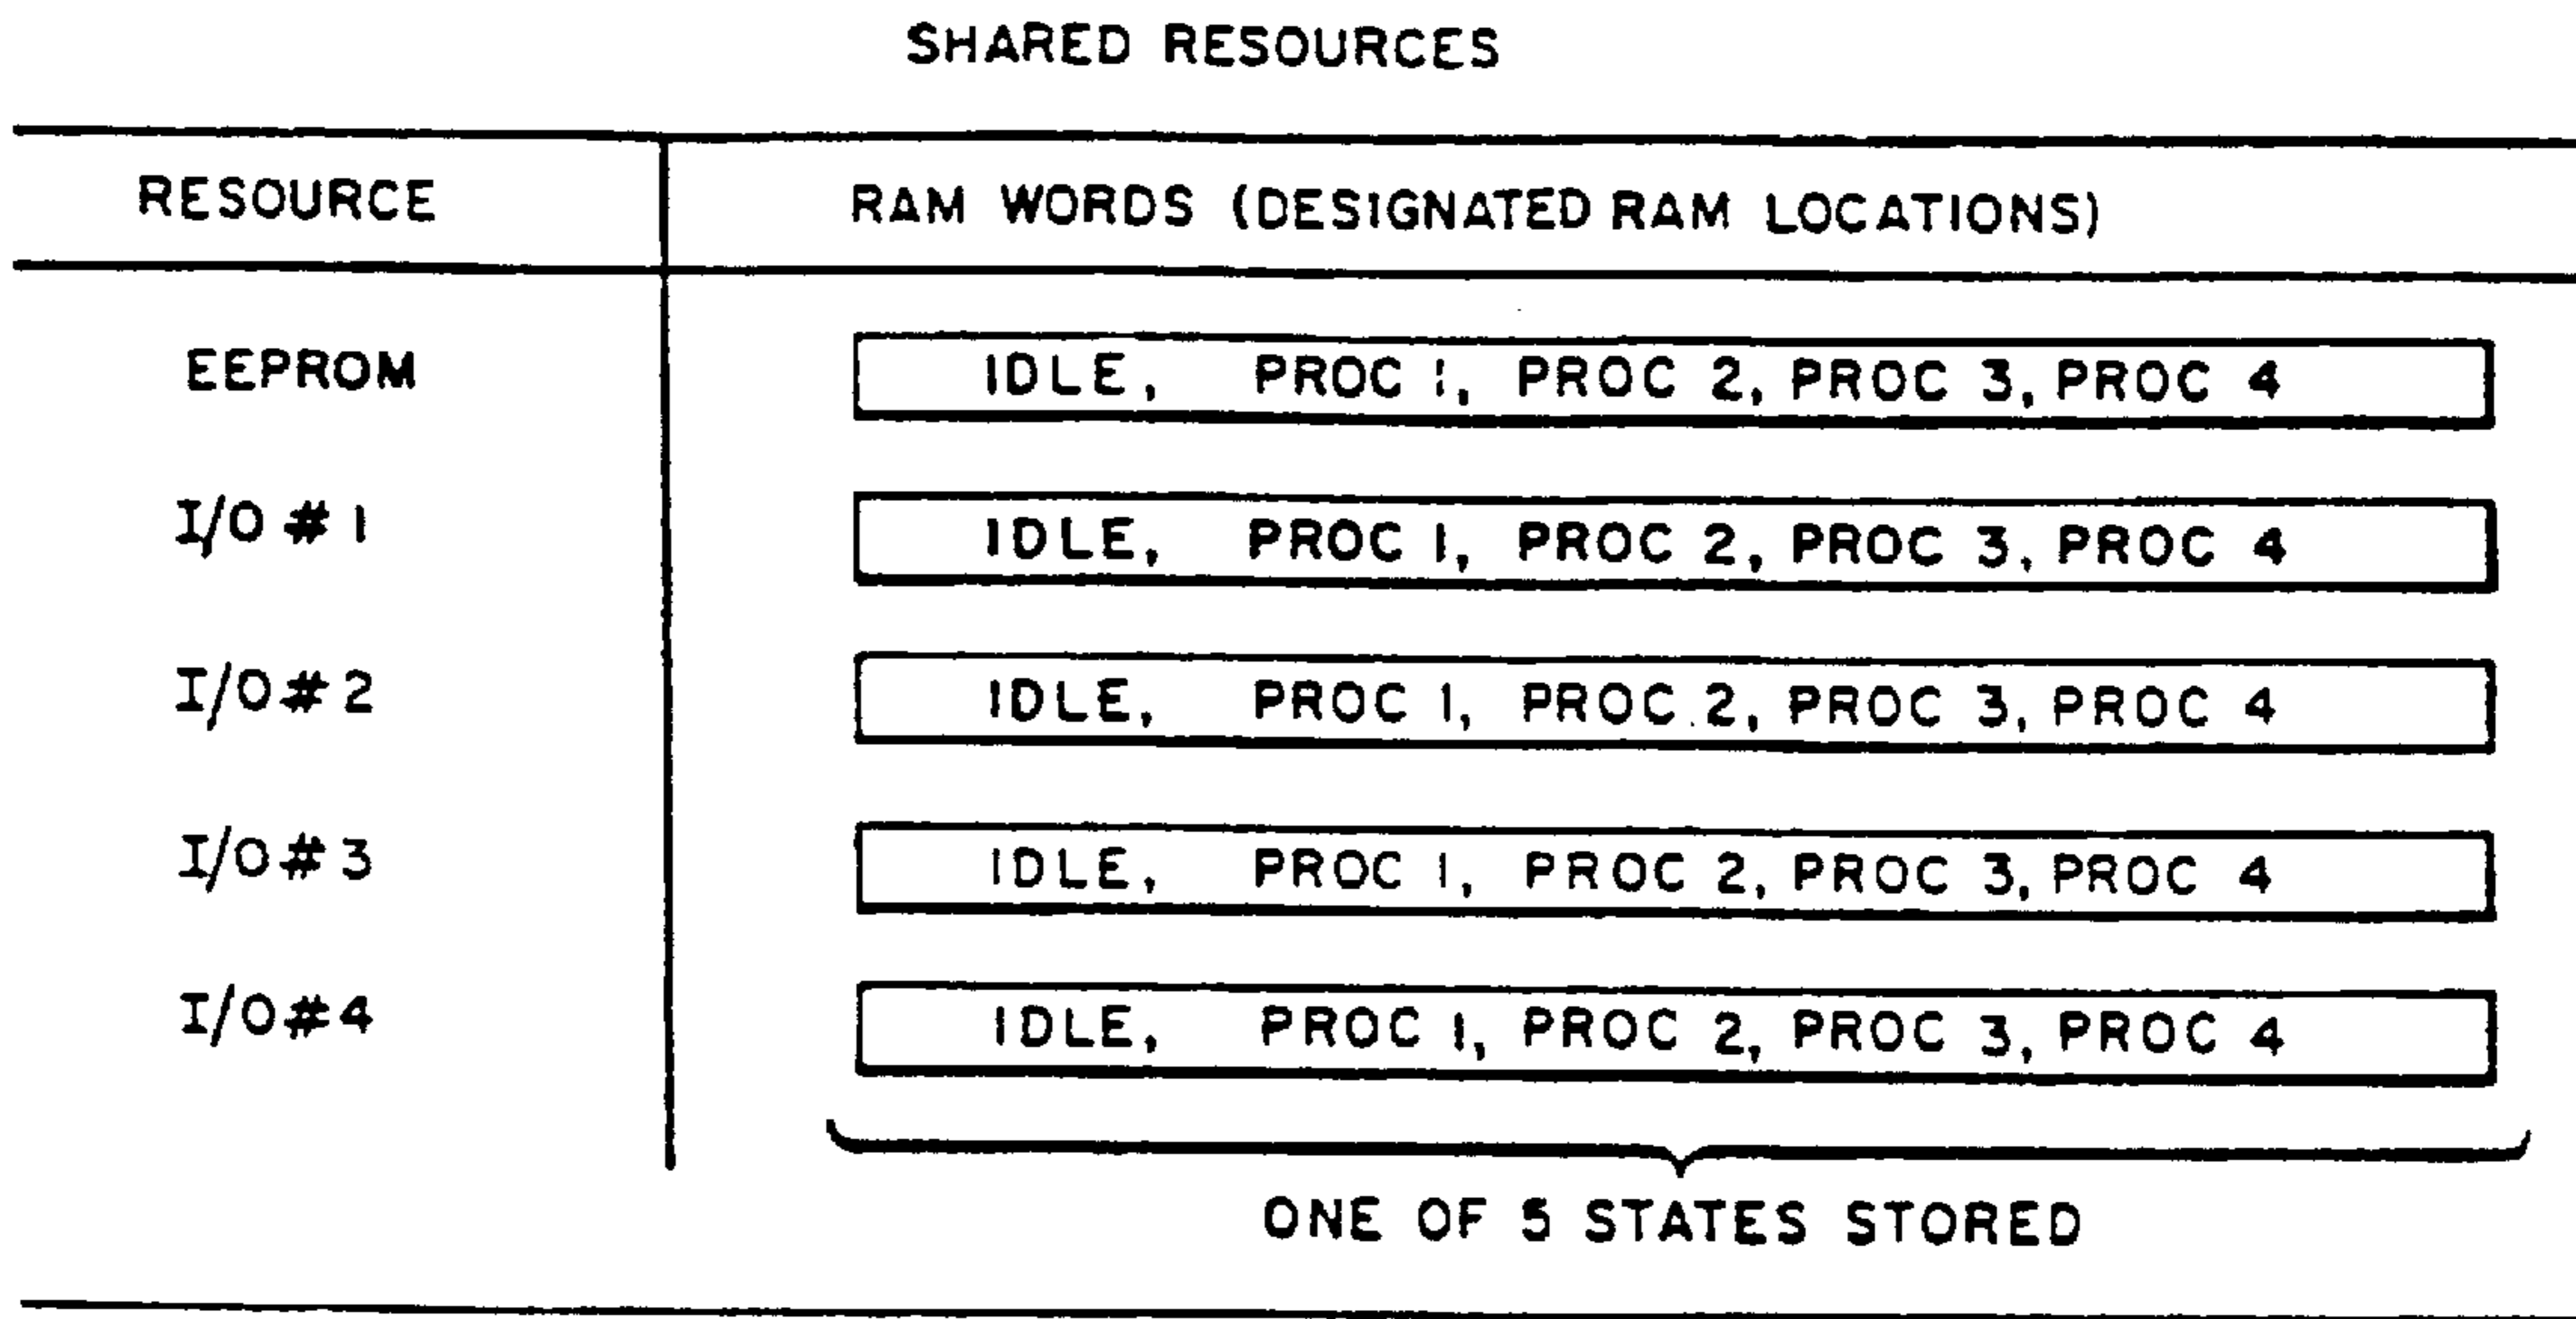 SHARED RESOURCES
RESOURCE RAM WORDS (DESIGNATED RAM LOCATIONS)
EEPROM IDLE, PROC 1, PROC 2, PROC 3, PROC 4
I/O # 1 IDLE, PROC 1, PROC 2, PROC 3, PROC 4
I/O # 2 IDLE, PROC 1, PROC 2, PROC 3, PROC 4
I/O # 3 IDLE, PROC 1, PROC 2, PROC 3, PROC 4
I/O # 4 IDLE, PROC 1, PROC 2, PROC 3, PROC 4
ONE OF 5 STATES STORED